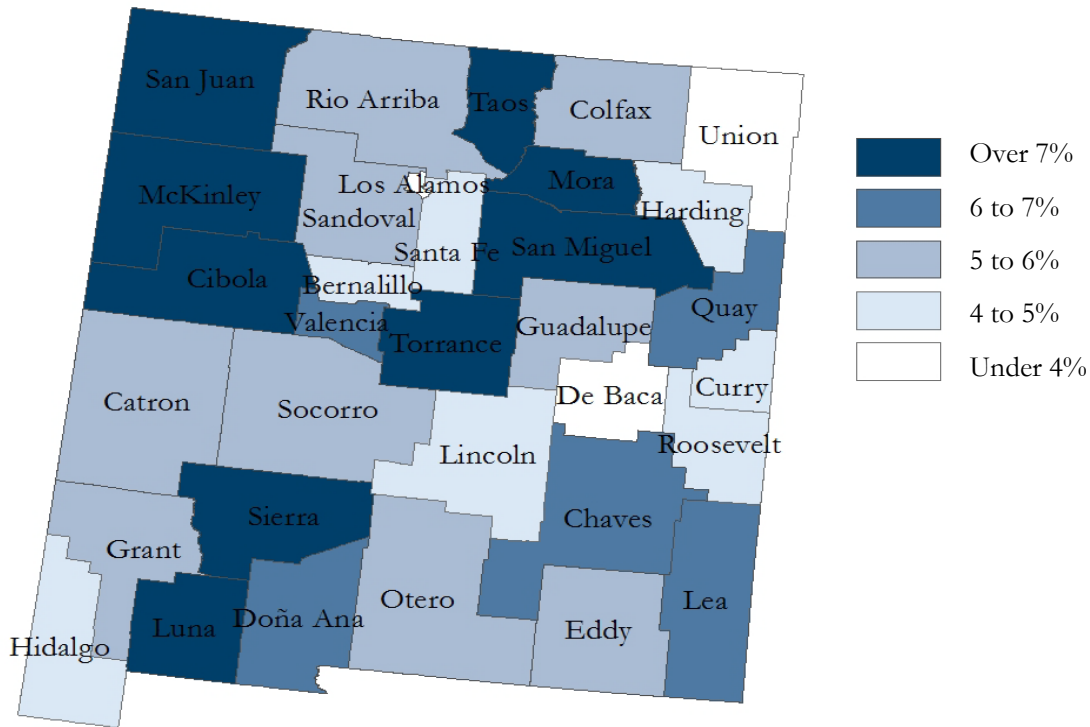 San Juan
Rio Arriba
Taos
Colfax
Union
McKinley
Los Alamos
Mora
Sandoval
Harding
Santa Fe
San Miguel
Cibola
Bernalillo
Quay
Valencia
Torrance
Guadalupe
De Baca
Curry
Catron
Socorro
Lincoln
Roosevelt
Sierra
Chaves
Grant
Otero
Lea
Luna
Doña Ana
Eddy
Hidalgo
Over 7%
6 to 7%
5 to 6%
4 to 5%
Under 4%